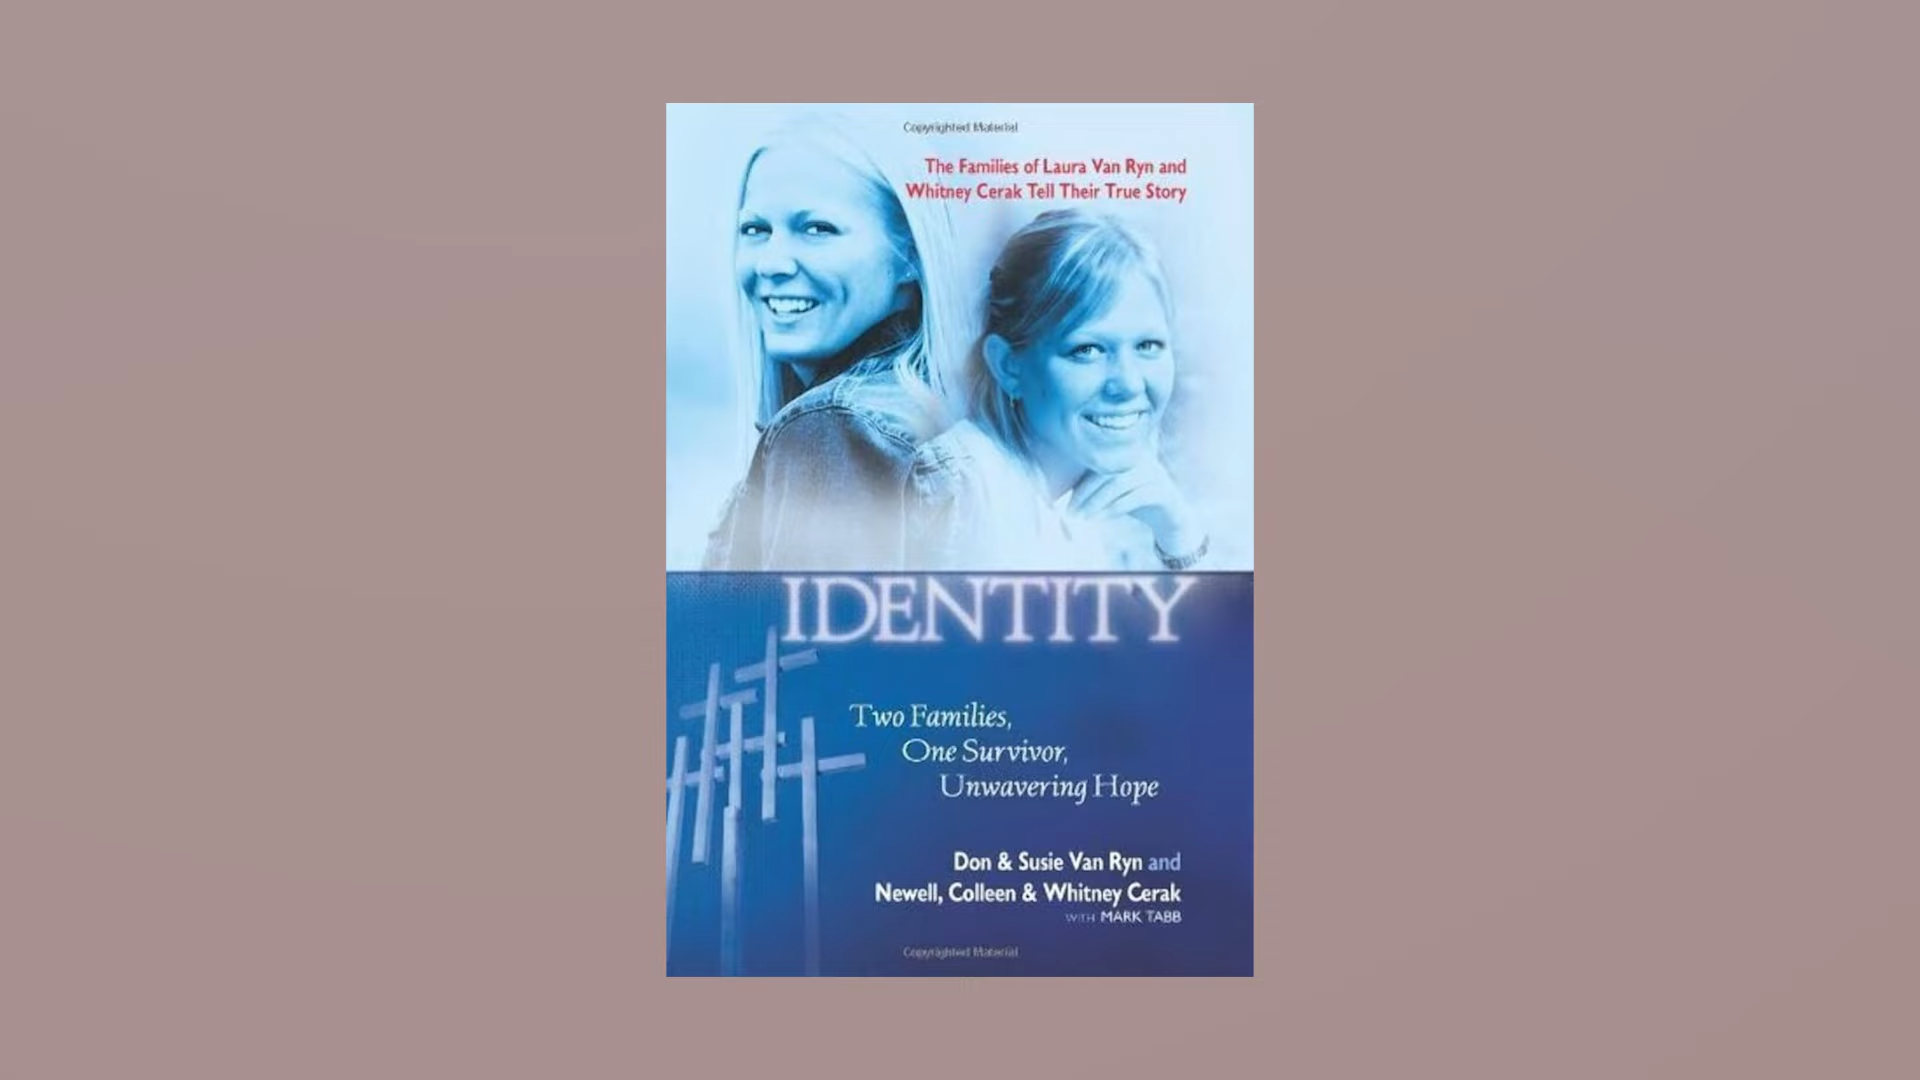 Copyrighted Material
The Families of Laura Van Ryn and
Whitney Cerak Tell Their True Story
IDENTITY
Two Families,
One Survivor,
Unwavering Hope
Don & Susie Van Ryn and
Newell, Colleen & Whitney Cerak
WITH MARK TABB
Copyrighted Material